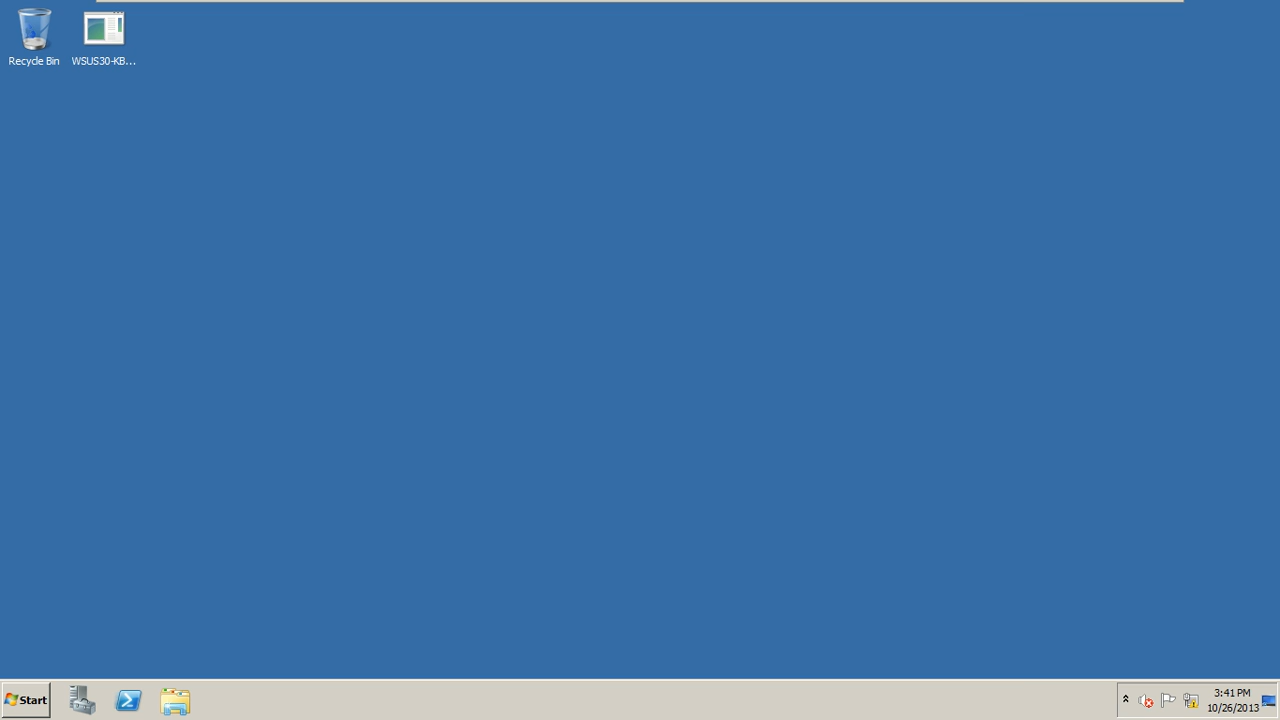 Recycle Bin
WSUS30-KB...
Start
3:41 PM
10/26/2013